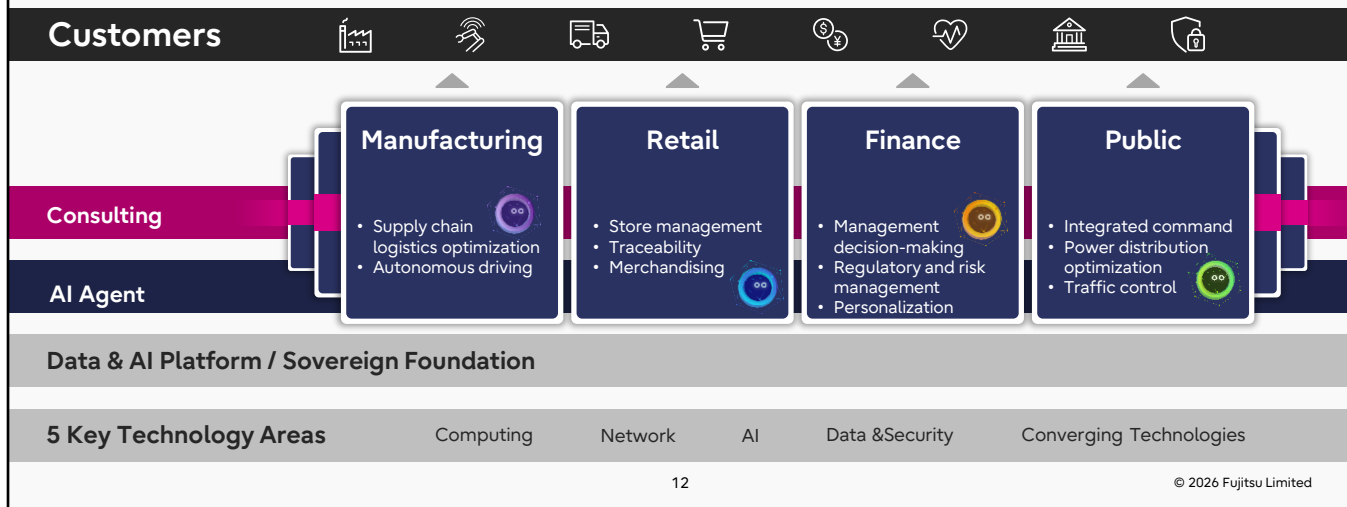 Customers
Manufacturing
• Supply chain
logistics optimization
• Autonomous driving
Retail
• Store management
• Traceability
• Merchandising
Finance
• Management
decision-making
• Regulatory and risk
management
• Personalization
Public
• Integrated command
• Power distribution
optimization
• Traffic control
Consulting
AI Agent
Data & AI Platform / Sovereign Foundation
5 Key Technology Areas
Computing
Network
AI
Data &Security
Converging Technologies
12
© 2026 Fujitsu Limited